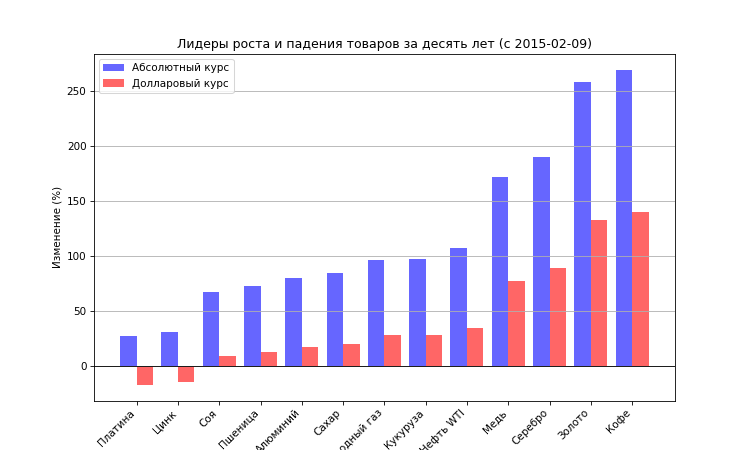 Лидеры роста и падения товаров за десять лет (с 2015-02-09)
Абсолютный курс
Долларовый курс
Изменение (%)
250
200
150
100
50
0
Платина
Цинк
Соя
Пшеница
Алюминий
Сахар
одный газ
Кукуруза
Нефть WTI
Медь
Серебро
Золото
Кофе